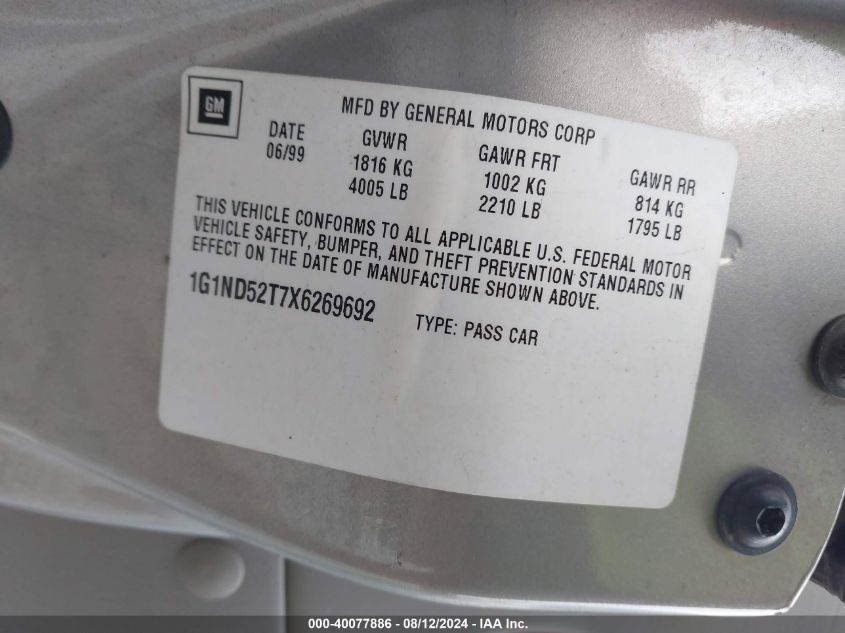 GM
MFD BY GENERAL MOTORS CORP
DATE GVWR GAWR FRT GAWR RR
06/99 1816 KG 1002 KG 814 KG
4005 LB 2210 LB 1795 LB
THIS VEHICLE CONFORMS TO ALL APPLICABLE U.S. FEDERAL MOTOR
VEHICLE SAFETY, BUMPER, AND THEFT PREVENTION STANDARDS IN
EFFECT ON THE DATE OF MANUFACTURE SHOWN ABOVE.
1G1ND52T7X6269692 TYPE: PASS CAR
000-40077886 - 08/12/2024 - IAA Inc.